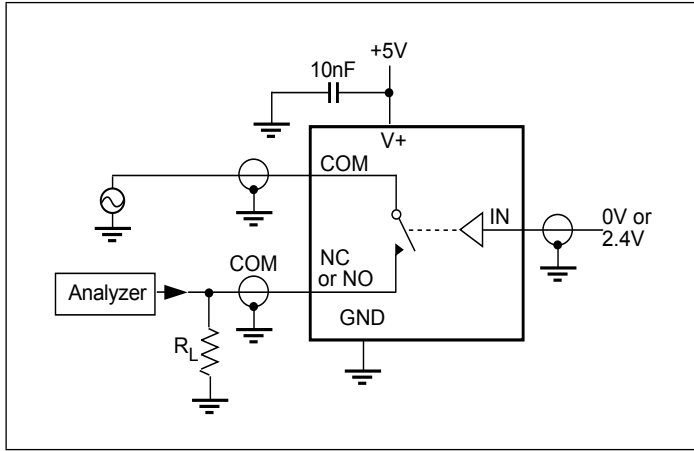 +5V
10nF
V+
COM
IN
0V or
2.4V
COM
NC
or NO
Analyzer
GND
RL